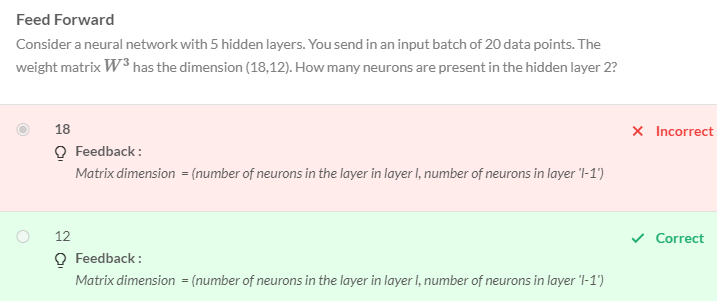 Feed Forward
Consider a neural network with 5 hidden layers. You send in an input batch of 20 data points. The
weight matrix W³ has the dimension (18,12). How many neurons are present in the hidden layer 2?
18
Incorrect
Feedback :
Matrix dimension = (number of neurons in the layer in layer l, number of neurons in layer 'l-1')
12
Correct
Feedback :
Matrix dimension = (number of neurons in the layer in layer l, number of neurons in layer 'l-1')